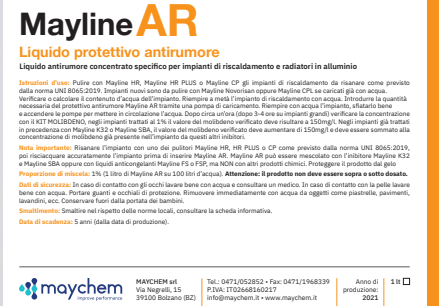 Mayline AR
Liquido protettivo antirumore
Liquido antirumore concentrato specifico per impianti di riscaldamento e radiatori in alluminio
Istruzioni d'uso: Pulire con Mayline HR, Mayline HR PLUS o Mayline CP gli impianti di riscaldamento da risanare come previsto
dalla norma UNI 8065:2019. Impianti nuovi sono da pulire con Mayline Novorisan oppure Mayline CPL se caricati già con acqua.
Verificare o calcolare il contenuto d'acqua dell'impianto. Riempire a metà l'impianto di riscaldamento con acqua. Introdurre la quantità
necessaria del protettivo antirumore Mayline AR tramite una pompa di caricamento. Riempire con acqua l'impianto, sfiatarlo bene
e accendere le pompe per mettere in circolazione l'acqua. Dopo circa un'ora (dopo 3-4 ore su impianti grandi) verificare la concentrazione
con il KIT MOLIBDENO, negli impianti trattati al 1% il valore del molibdeno verificato deve risultare a 150mg/l. Negli impianti già trattati
in precedenza con Mayline K32 o Mayline SBA, il valore del molibdeno verificato deve aumentare di 150mg/l e deve essere sommato alla
concentrazione di molibdeno già presente nell'impianto da questi altri inibitori.
Nota importante: Risanare l'impianto con uno dei pulitori Mayline HR, HR PLUS o CP come previsto dalla norma UNI 8065:2019,
poi risciacquare accuratamente l'impianto prima di inserire Mayline AR. Mayline AR può essere mescolato con l'inibitore Mayline K32
e Mayline SBA oppure con liquidi anticongelanti Mayline FS o FSP, ma NON con altri prodotti chimici. Proteggere il prodotto dal gelo
Proporzione di miscela: 1% (1 litro di Mayline AR su 100 litri d'acqua). Attenzione: il prodotto non deve essere sopra o sotto dosato.
Dati di sicurezza: In caso di contatto con gli occhi lavare bene con acqua e consultare un medico. In caso di contatto con la pelle lavare
bene con acqua. Portare guanti e occhiali di protezione. Rimuovere immediatamente con acqua da oggetti come piastrelle, pavimenti,
lavandini, ecc. Conservare fuori dalla portata dei bambini.
Smaltimento: Smaltire nel rispetto delle norme locali, consultare la scheda informativa.
Data di scadenza: 5 anni (dalla data di produzione).
maychem
improve performance
MAYCHEM srl
Via Negrelli, 15
39100 Bolzano (BZ)
Tel.: 0471/052852 • Fax: 0471/1968339
P.IVA: IT02668160217
info@maychem.it • www.maychem.it
Anno di
produzione:
2021
1 lt